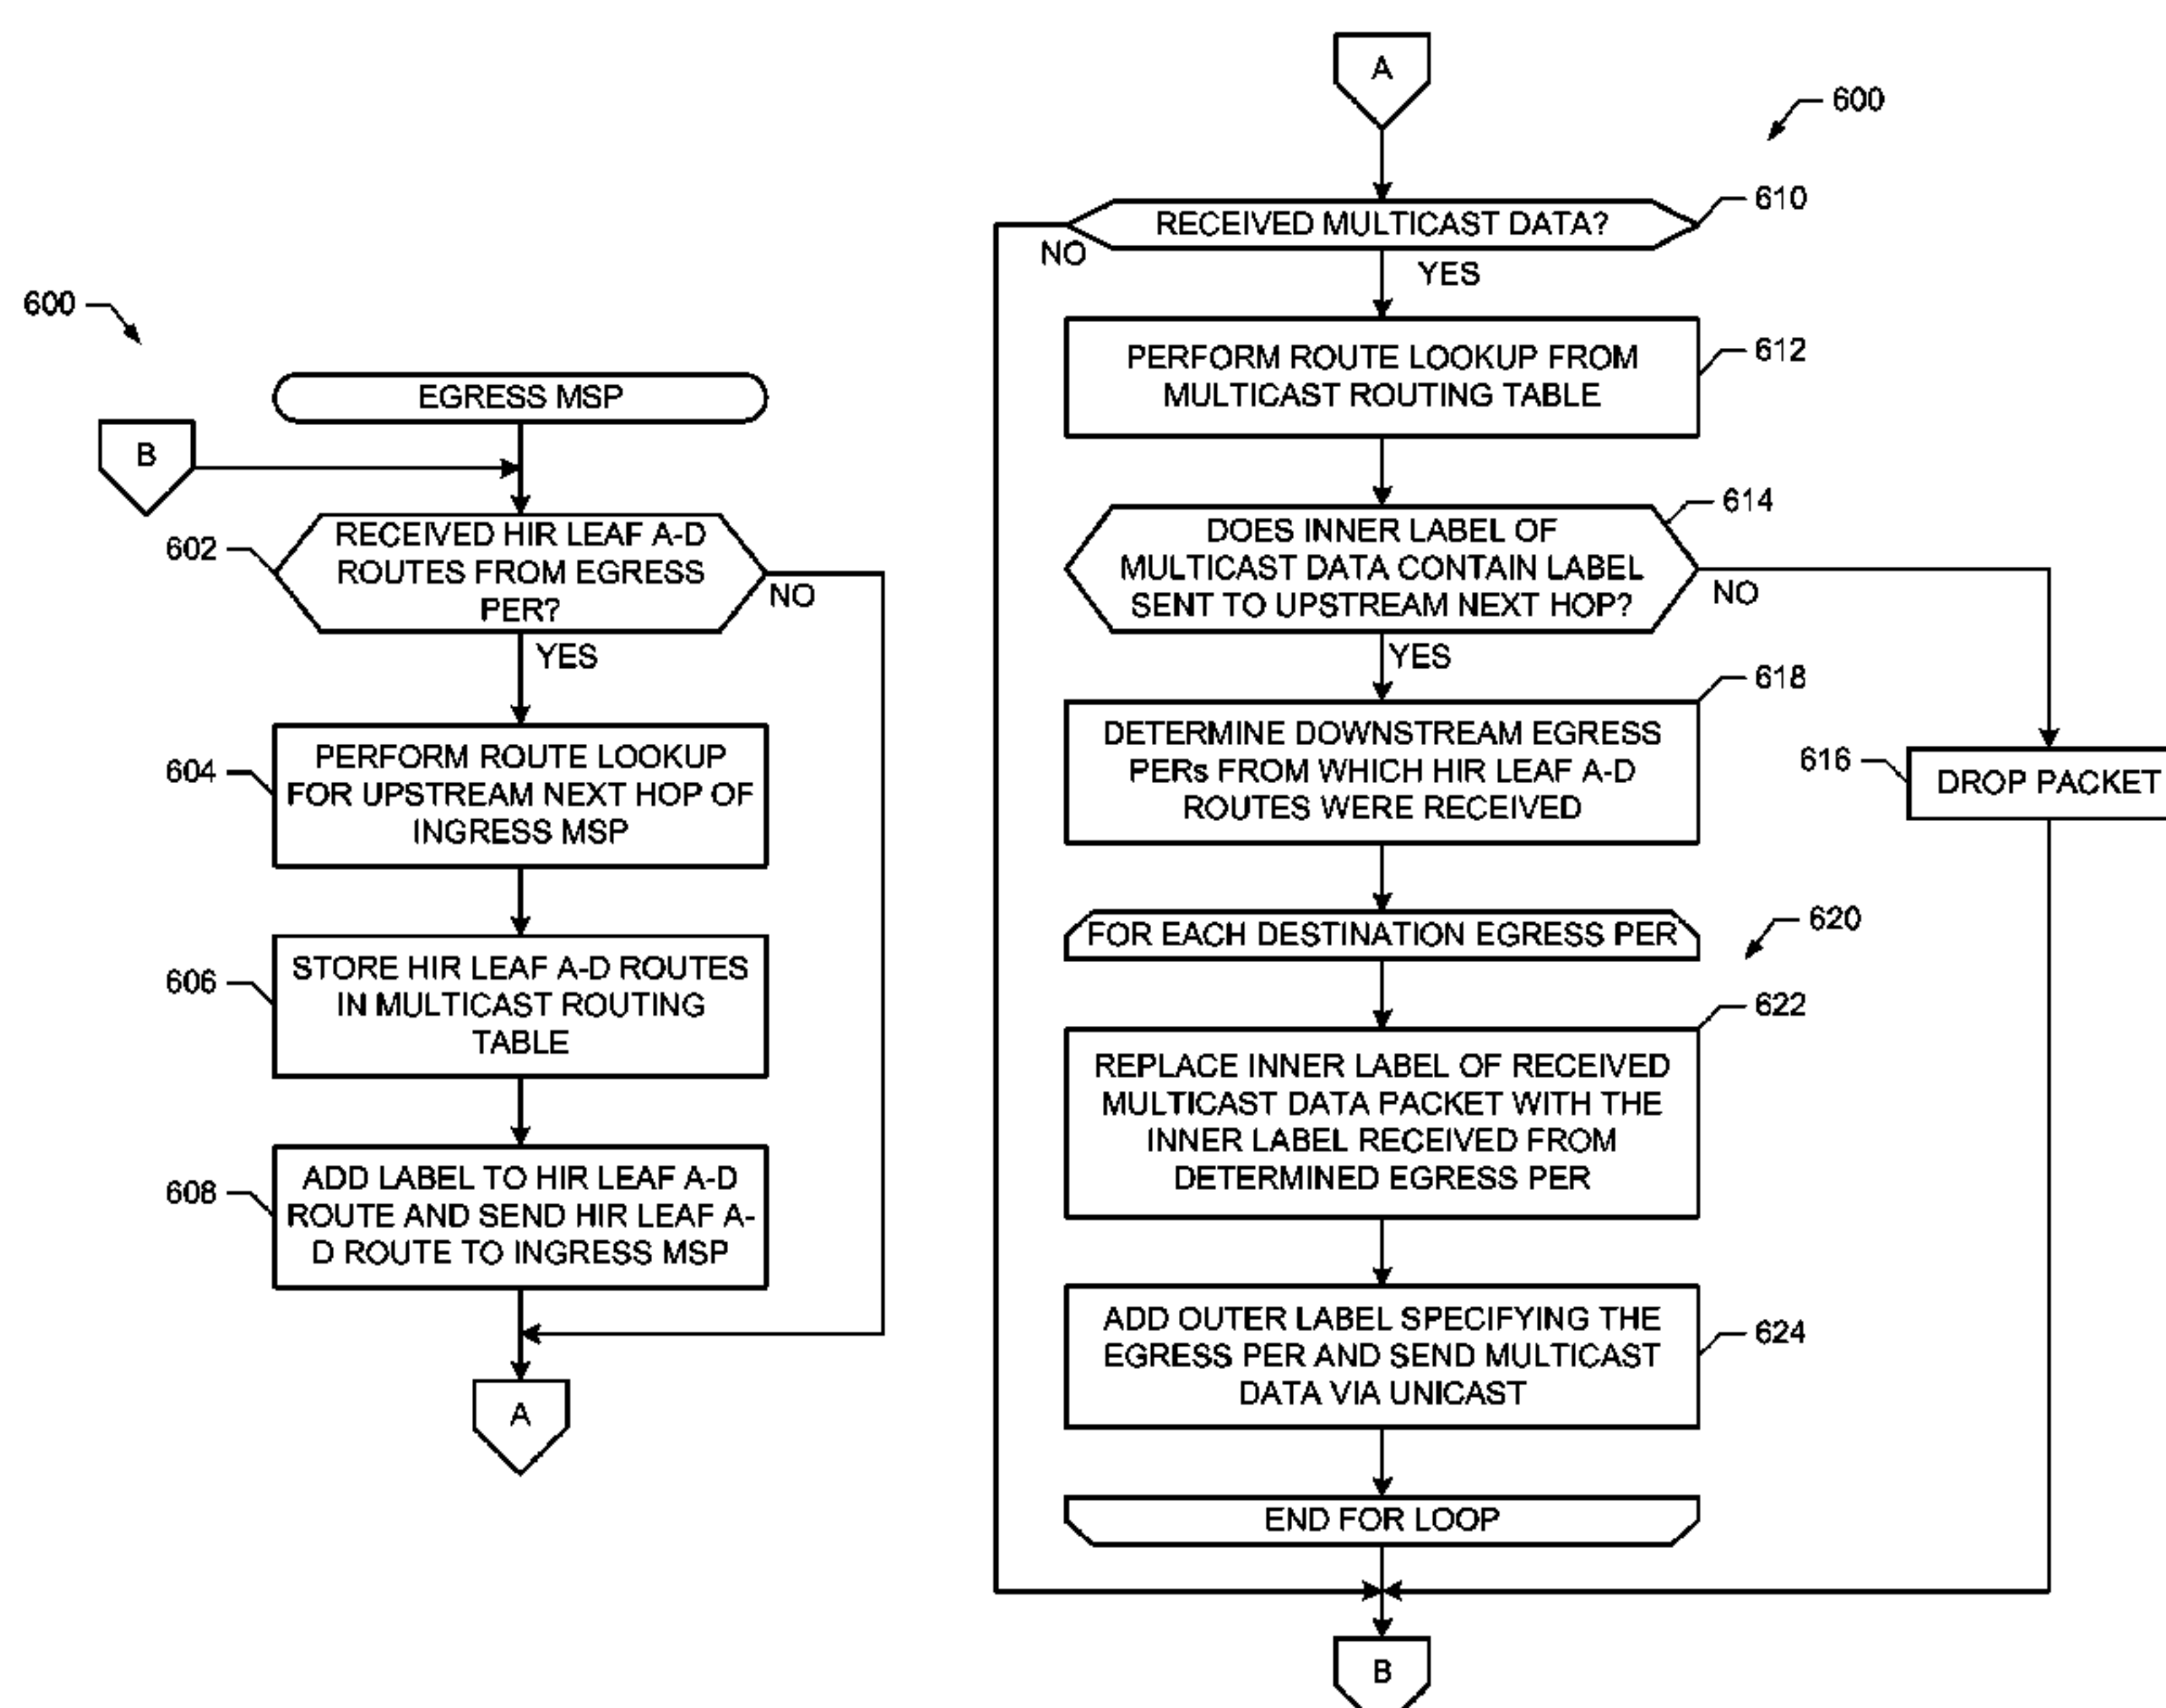 600
EGRESS MSP
B
602
RECEIVED HIR LEAF A-D
ROUTES FROM EGRESS
PER?
NO
YES
604
PERFORM ROUTE LOOKUP
FOR UPSTREAM NEXT HOP OF
INGRESS MSP
606
STORE HIR LEAF A-D ROUTES
IN MULTICAST ROUTING
TABLE
608
ADD LABEL TO HIR LEAF A-D
ROUTE AND SEND HIR LEAF A-
D ROUTE TO INGRESS MSP
A
A
600
610
RECEIVED MULTICAST DATA?
NO
YES
612
PERFORM ROUTE LOOKUP FROM
MULTICAST ROUTING TABLE
614
DOES INNER LABEL OF
MULTICAST DATA CONTAIN LABEL
SENT TO UPSTREAM NEXT HOP?
NO
YES
616
DROP PACKET
618
DETERMINE DOWNSTREAM EGRESS
PERs FROM WHICH HIR LEAF A-D
ROUTES WERE RECEIVED
FOR EACH DESTINATION EGRESS PER
620
622
REPLACE INNER LABEL OF RECEIVED
MULTICAST DATA PACKET WITH THE
INNER LABEL RECEIVED FROM
DETERMINED EGRESS PER
ADD OUTER LABEL SPECIFYING THE
EGRESS PER AND SEND MULTICAST
DATA VIA UNICAST
624
END FOR LOOP
B